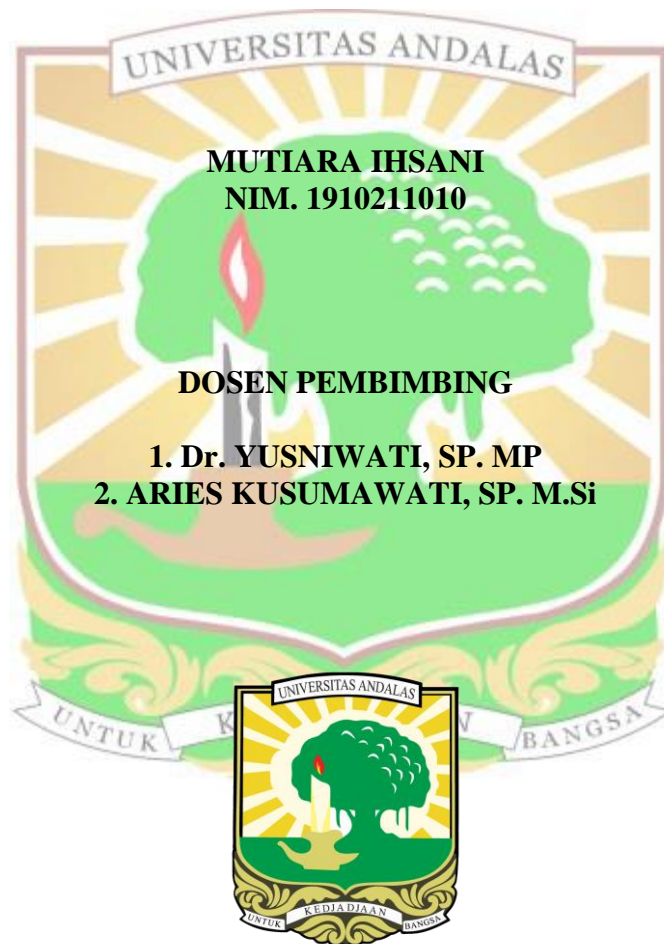 UNIVERSITAS ANDALAS
MUTIARA IHSANI
NIM. 1910211010
DOSEN PEMBIMBING
1. Dr. YUSNIWATI, SP. MP
2. ARIES KUSUMAWATI, SP. M.Si
UNTUK K N BANGSA
UNIVERSITAS ANDALAS
UNTUK KEDJADJAAN BANGSA